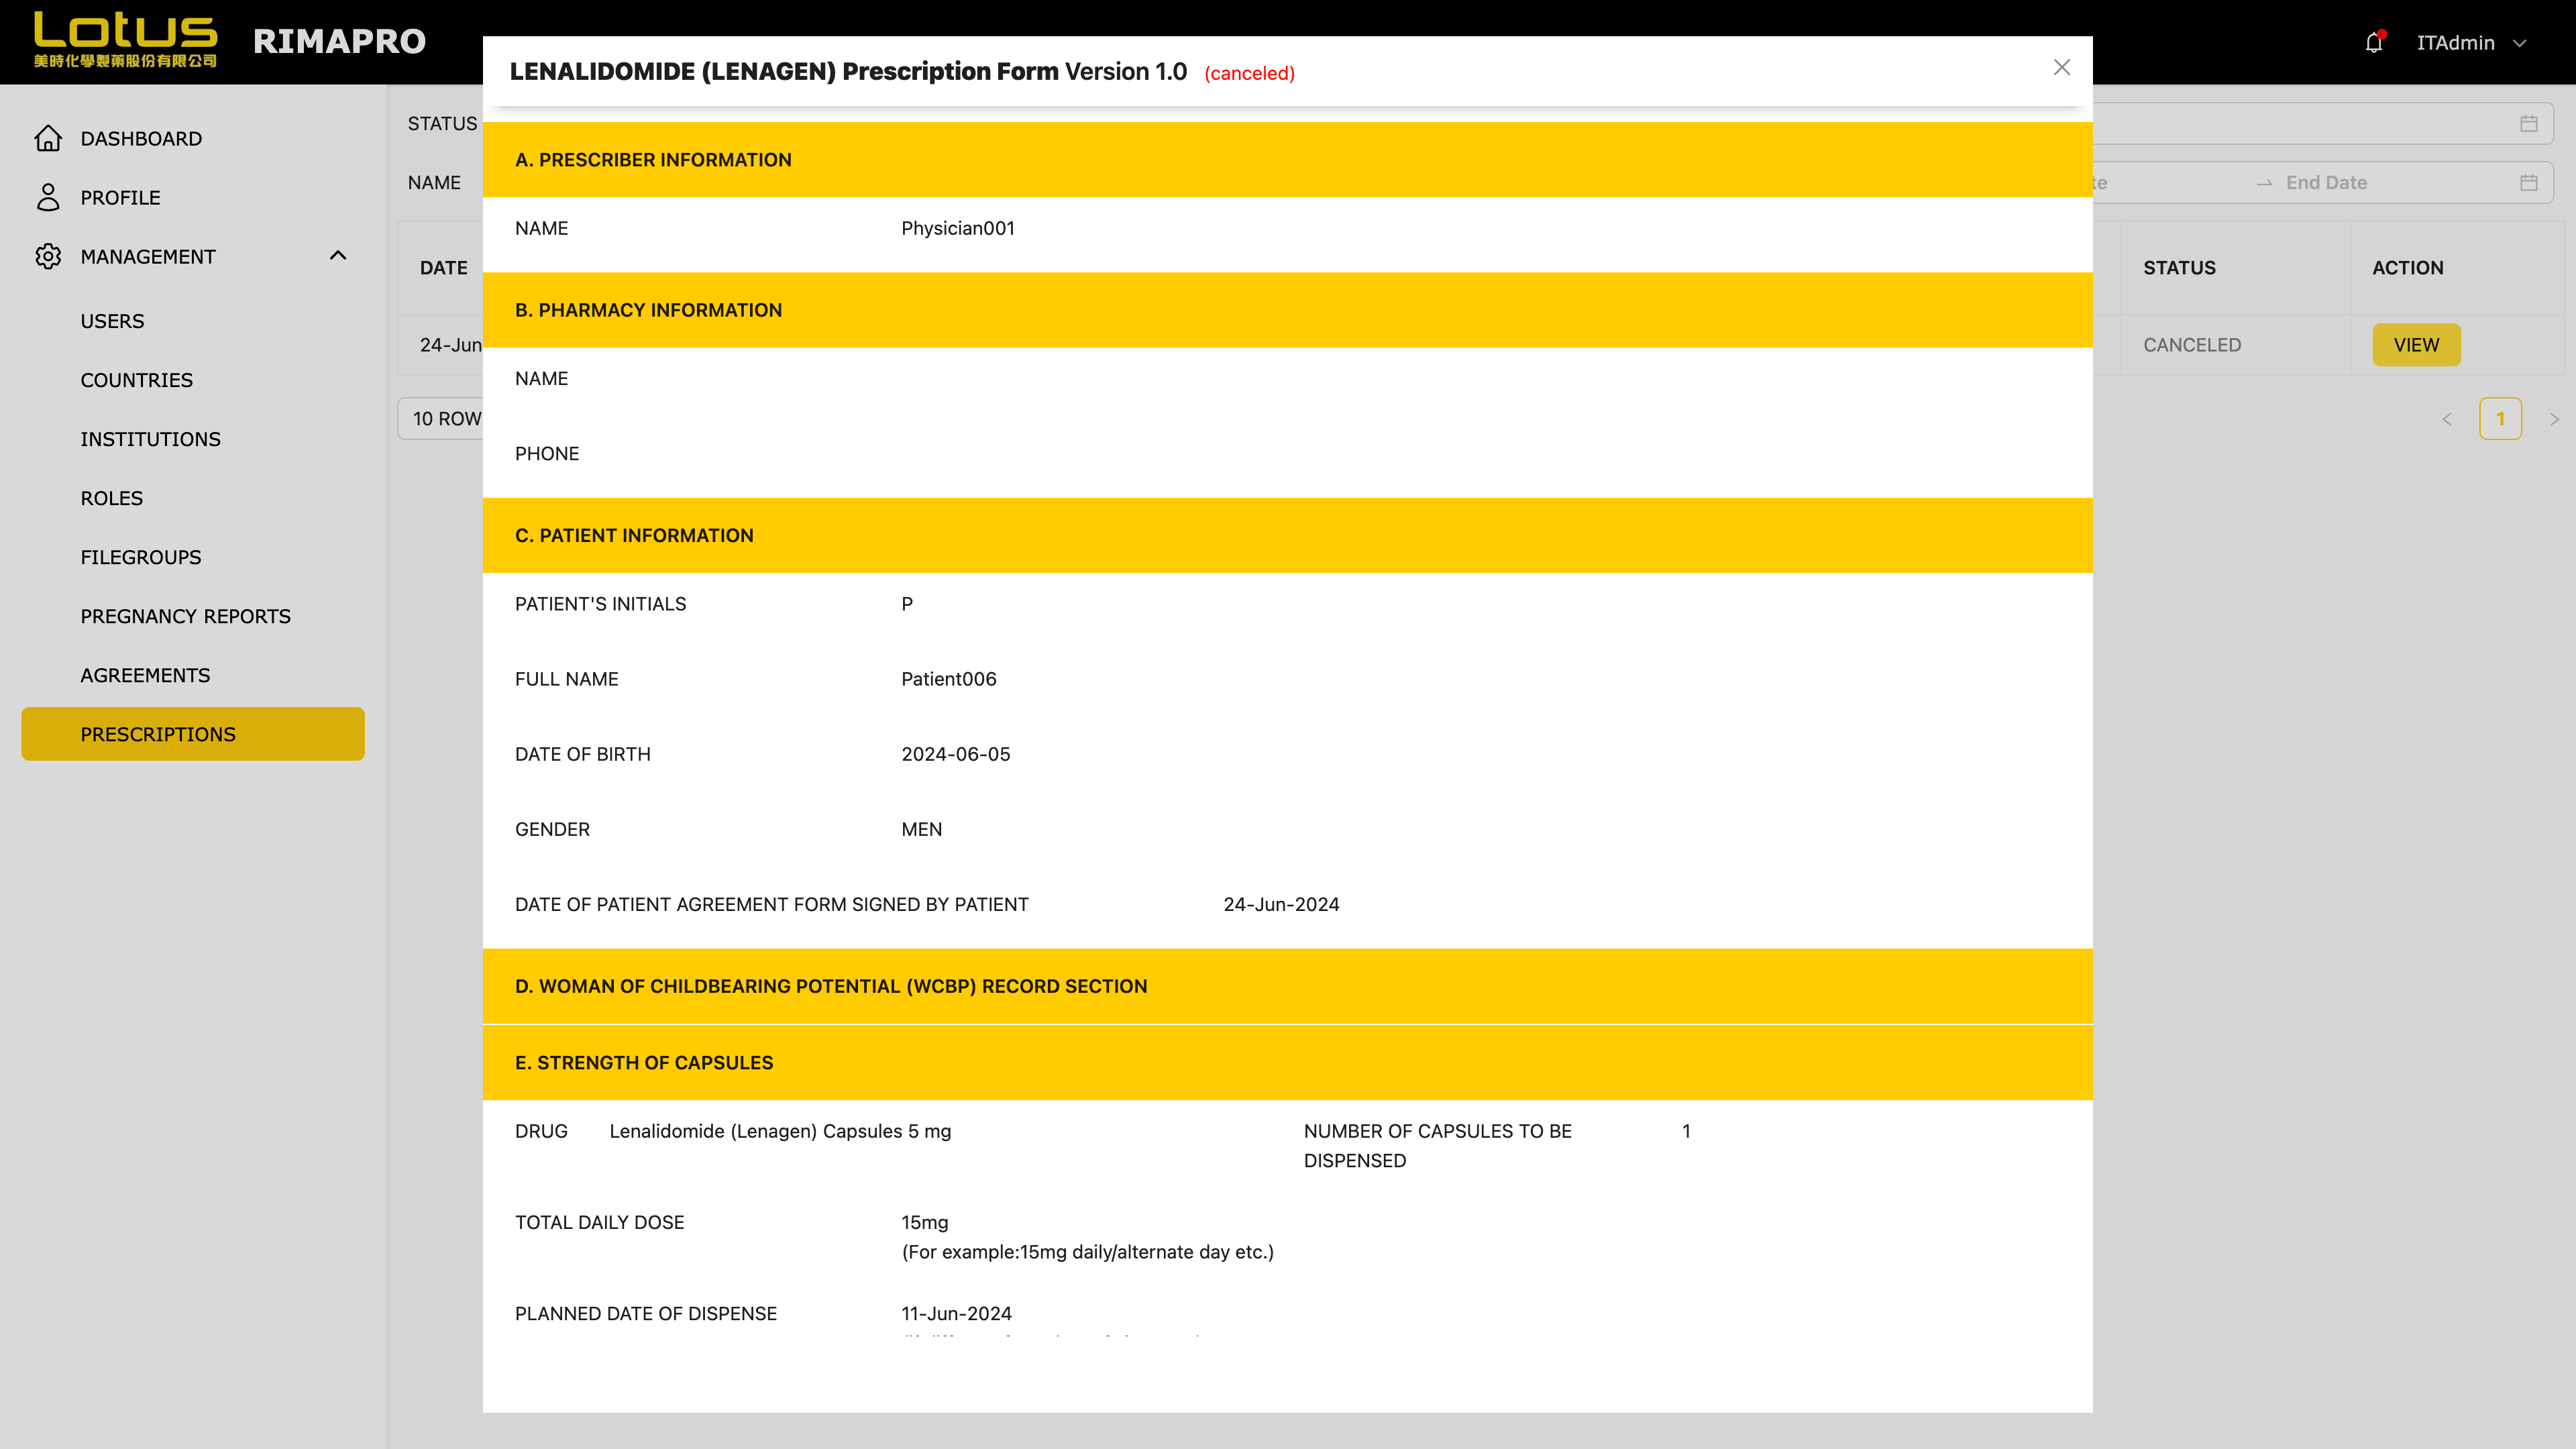 Lotus
美時化學製藥股份有限公司
RIMAPRO
ITAdmin
DASHBOARD
PROFILE
MANAGEMENT
USERS
COUNTRIES
INSTITUTIONS
ROLES
FILEGROUPS
PREGNANCY REPORTS
AGREEMENTS
PRESCRIPTIONS
STATUS
NAME
End Date
DATE
STATUS
ACTION
24-Jun
CANCELED
VIEW
10 ROW
1
LENALIDOMIDE (LENAGEN) Prescription Form Version 1.0 (canceled)
A. PRESCRIBER INFORMATION
NAME Physician001
B. PHARMACY INFORMATION
NAME
PHONE
C. PATIENT INFORMATION
PATIENT'S INITIALS P
FULL NAME Patient006
DATE OF BIRTH 2024-06-05
GENDER MEN
DATE OF PATIENT AGREEMENT FORM SIGNED BY PATIENT 24-Jun-2024
D. WOMAN OF CHILDBEARING POTENTIAL (WCBP) RECORD SECTION
E. STRENGTH OF CAPSULES
DRUG Lenalidomide (Lenagen) Capsules 5 mg NUMBER OF CAPSULES TO BE 1
DISPENSED
TOTAL DAILY DOSE 15mg
(For example:15mg daily/alternate day etc.)
PLANNED DATE OF DISPENSE 11-Jun-2024